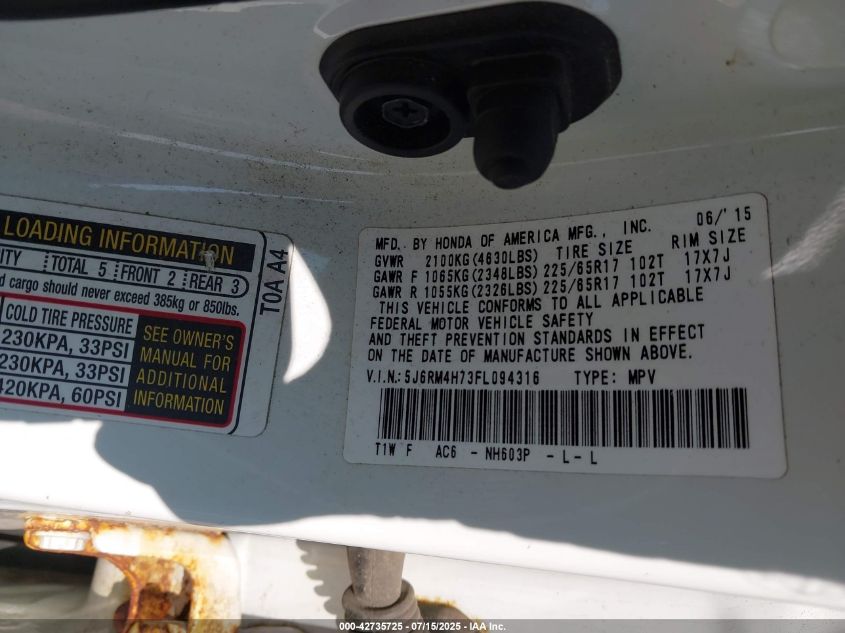 LOADING INFORMATION
ITY TOTAL 5 FRONT 2 REAR 3
d cargo should never exceed 385kg or 850lbs.
COLD TIRE PRESSURE
230KPA, 33PSI
230KPA, 33PSI
420KPA, 60PSI
SEE OWNER'S
MANUAL FOR
ADDITIONAL
INFORMATION
T0A A4
MFD. BY HONDA OF AMERICA MFG., INC. 06/'15
GVWR 2100KG(4630LBS) TIRE SIZE RIM SIZE
GAWR F 1065KG(2348LBS) 225/65R17 102T 17X7J
GAWR R 1055KG(2326LBS) 225/65R17 102T 17X7J
THIS VEHICLE CONFORMS TO ALL APPLICABLE
FEDERAL MOTOR VEHICLE SAFETY
AND THEFT PREVENTION STANDARDS IN EFFECT
ON THE DATE OF MANUFACTURE SHOWN ABOVE.
V.I.N.: 5J6RM4H73FL094316 TYPE: MPV
T1W F AC6 - NH603P - L - L
000-42735725 - 07/15/2025 - IAA Inc.